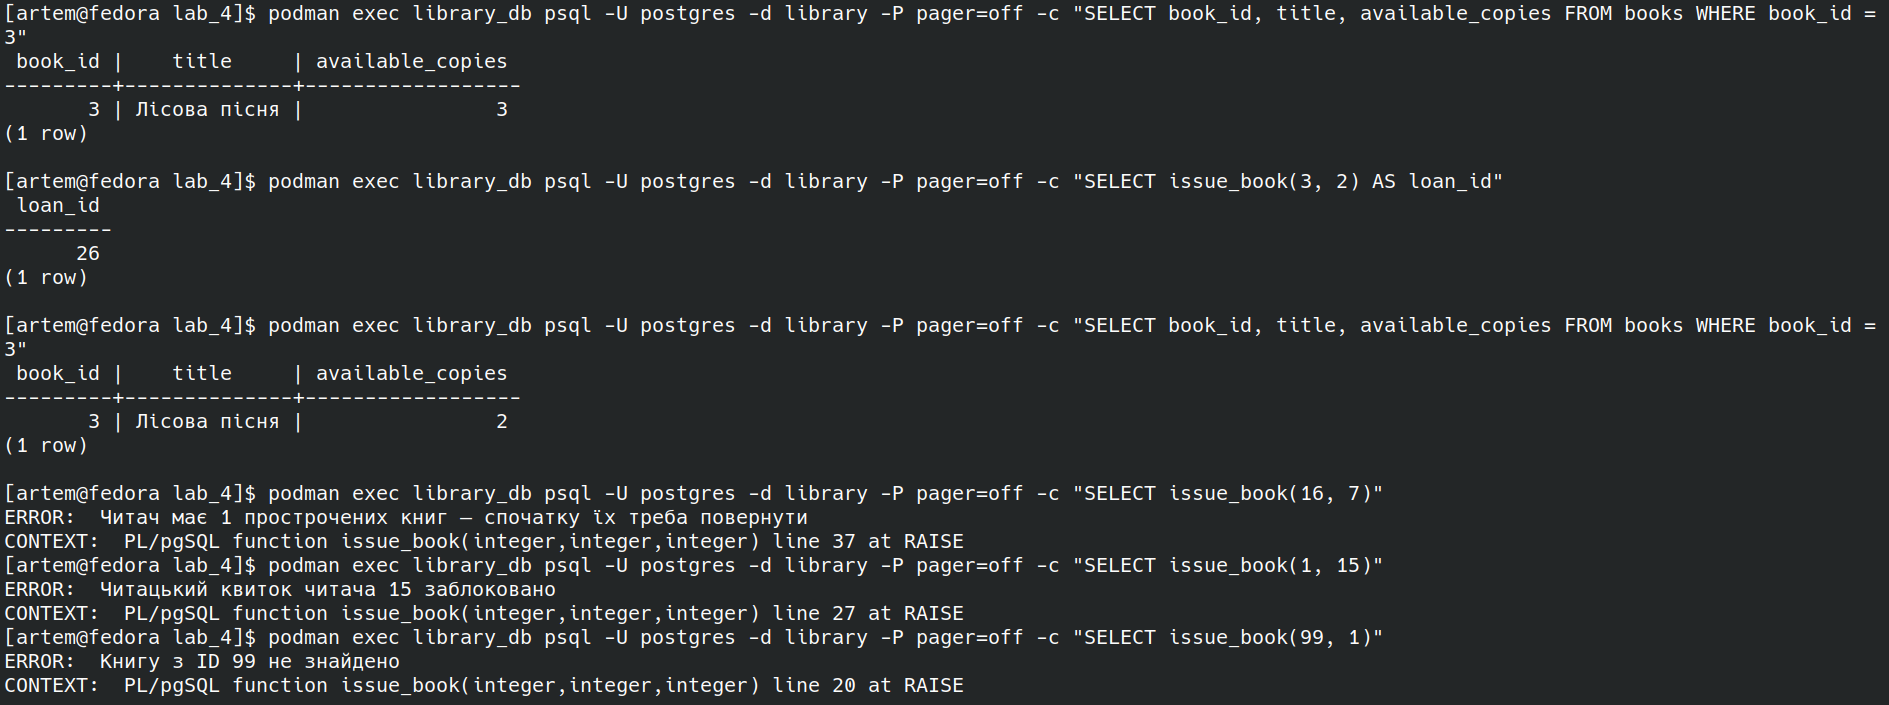 [artem@fedora lab_4]$ podman exec library_db psql -U postgres -d library -P pager=off -c "SELECT book_id, title, available_copies FROM books WHERE book_id =
3"
 book_id |    title     | available_copies
---------+--------------+------------------
       3 | Лісова пісня |                3
(1 row)

[artem@fedora lab_4]$ podman exec library_db psql -U postgres -d library -P pager=off -c "SELECT issue_book(3, 2) AS loan_id"
 loan_id
---------
      26
(1 row)

[artem@fedora lab_4]$ podman exec library_db psql -U postgres -d library -P pager=off -c "SELECT book_id, title, available_copies FROM books WHERE book_id =
3"
 book_id |    title     | available_copies
---------+--------------+------------------
       3 | Лісова пісня |                2
(1 row)

[artem@fedora lab_4]$ podman exec library_db psql -U postgres -d library -P pager=off -c "SELECT issue_book(16, 7)"
ERROR:  Читач має 1 прострочених книг — спочатку їх треба повернути
CONTEXT:  PL/pgSQL function issue_book(integer,integer,integer) line 37 at RAISE
[artem@fedora lab_4]$ podman exec library_db psql -U postgres -d library -P pager=off -c "SELECT issue_book(1, 15)"
ERROR:  Читацький квиток читача 15 заблоковано
CONTEXT:  PL/pgSQL function issue_book(integer,integer,integer) line 27 at RAISE
[artem@fedora lab_4]$ podman exec library_db psql -U postgres -d library -P pager=off -c "SELECT issue_book(99, 1)"
ERROR:  Книгу з ID 99 не знайдено
CONTEXT:  PL/pgSQL function issue_book(integer,integer,integer) line 20 at RAISE